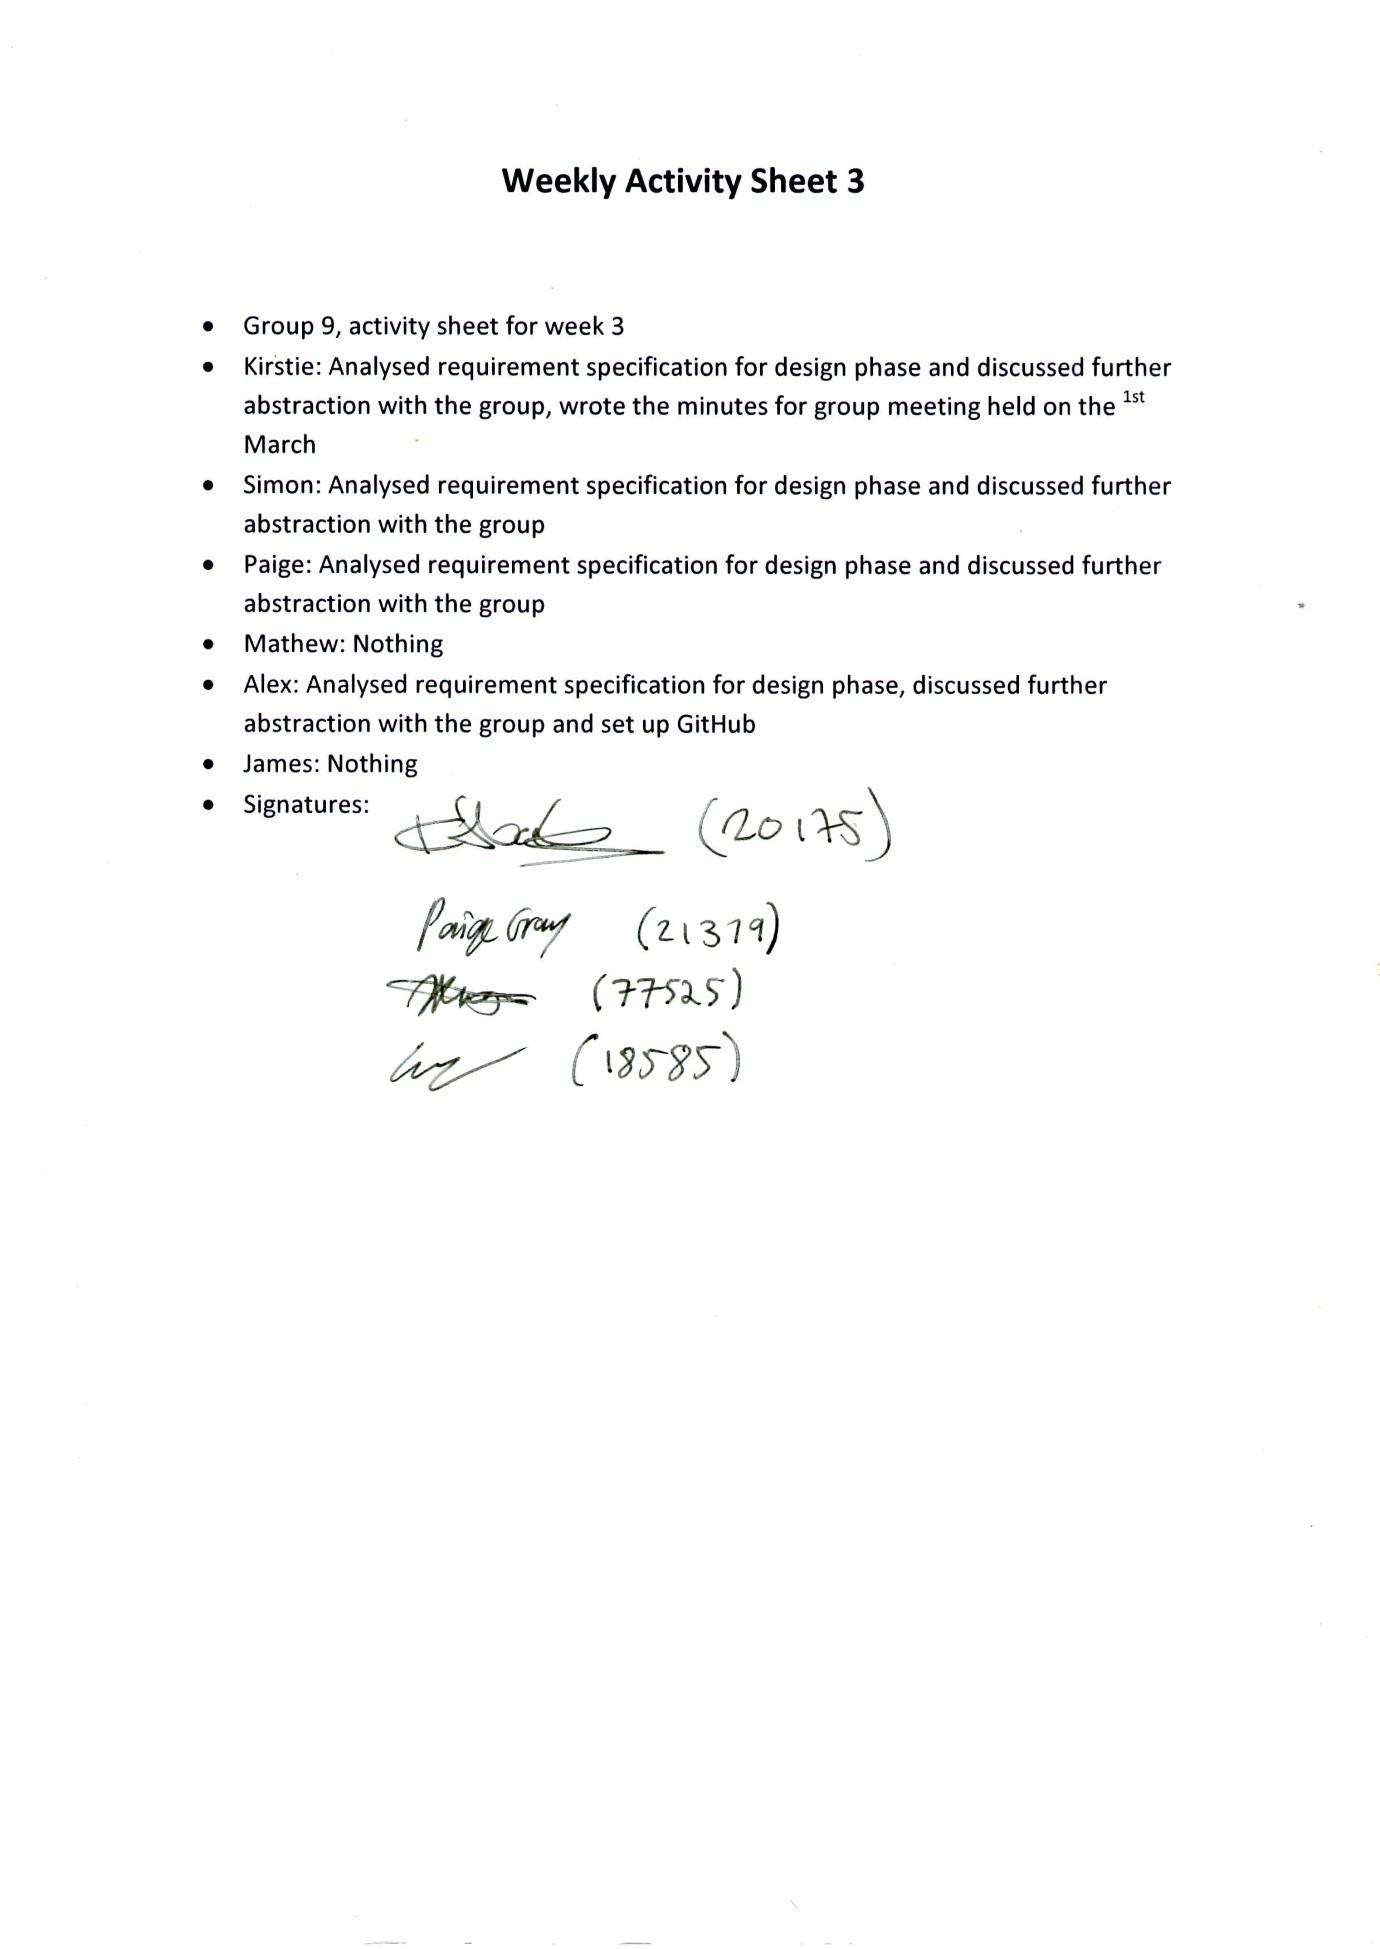 Weekly Activity Sheet 3
• Group 9, activity sheet for week 3
• Kirstie: Analysed requirement specification for design phase and discussed further
abstraction with the group, wrote the minutes for group meeting held on the 1st
March
• Simon: Analysed requirement specification for design phase and discussed further
abstraction with the group
• Paige: Analysed requirement specification for design phase and discussed further
abstraction with the group
• Mathew: Nothing
• Alex: Analysed requirement specification for design phase, discussed further
abstraction with the group and set up GitHub
• James: Nothing
• Signatures:
(20175)
Paige Gray (21379)
(77525)
(18585)